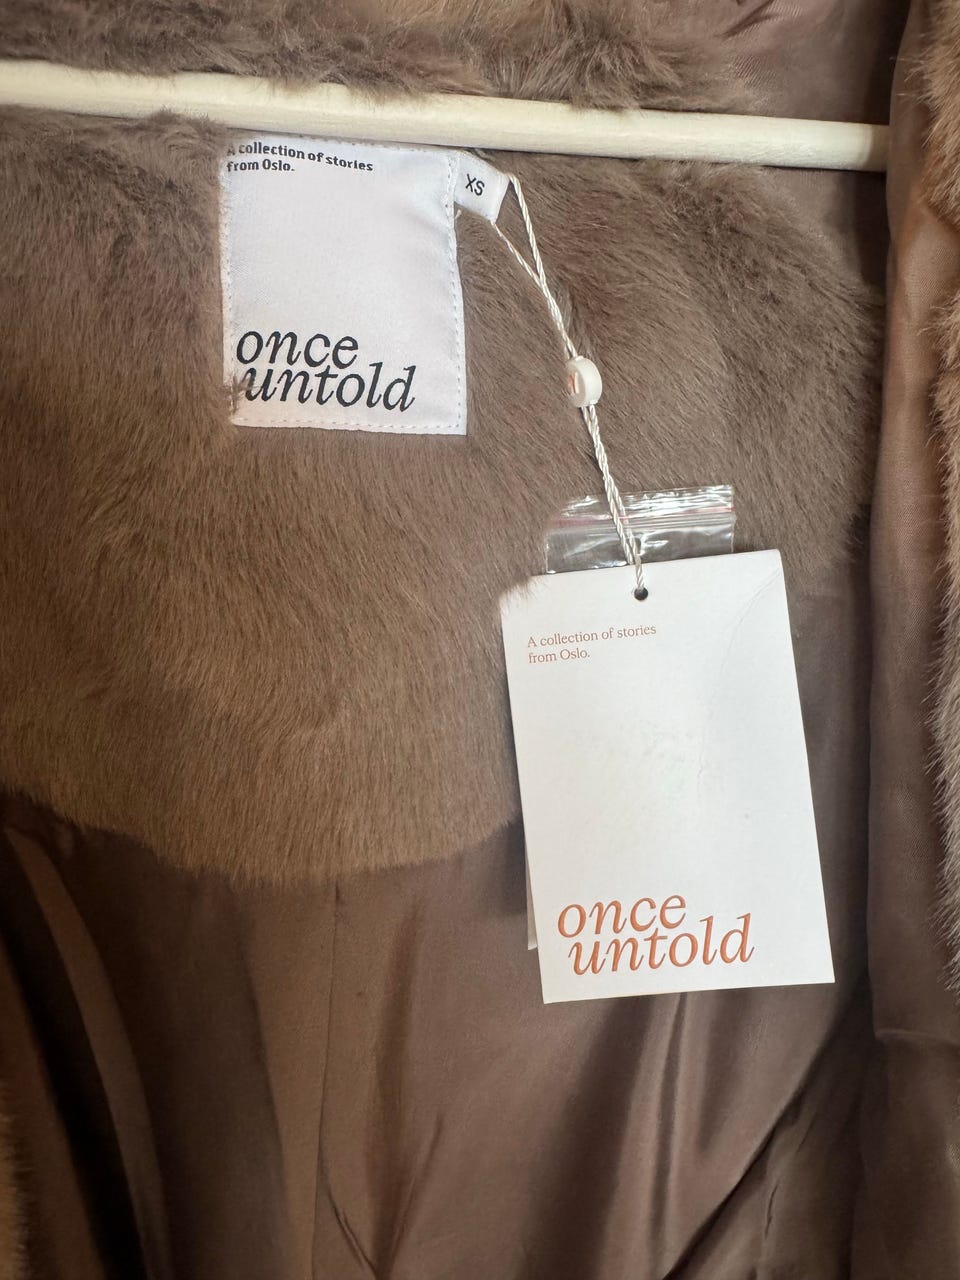 A collection of stories
from Oslo.
once
untold
XS
A collection of stories
from Oslo.
once
untold